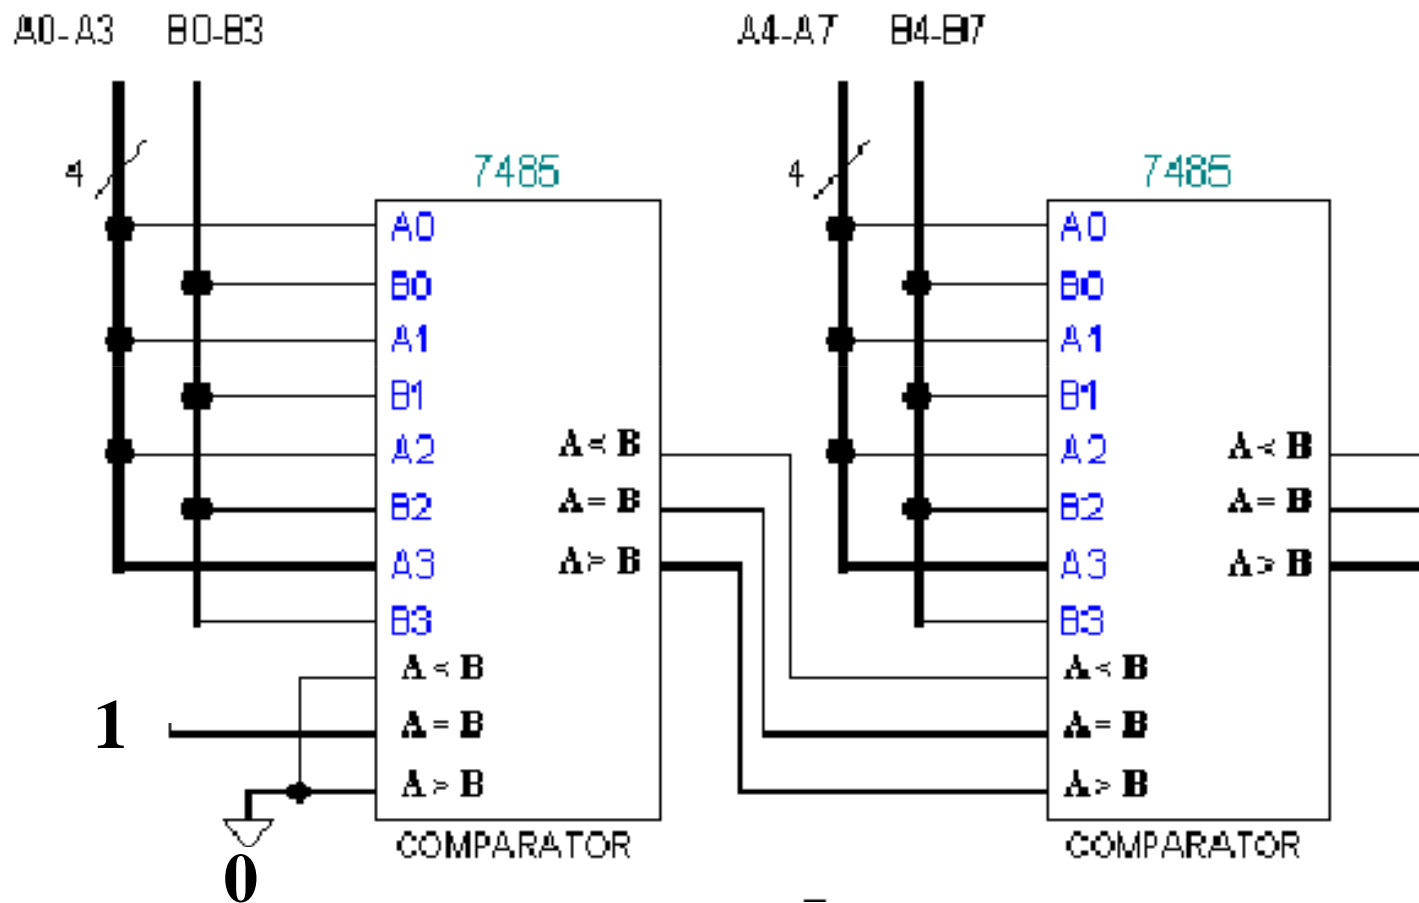 A0-A3 B0-B3 A4-A7 B4-B7
4 4
7485 7485
A0 A0
B0 B0
A1 A1
B1 B1
A2 A < B A2 A < B
B2 A = B B2 A = B
A3 A > B A3 A > B
B3 B3
A < B A < B
1 A = B A = B
A > B A > B
COMPARATOR COMPARATOR
0